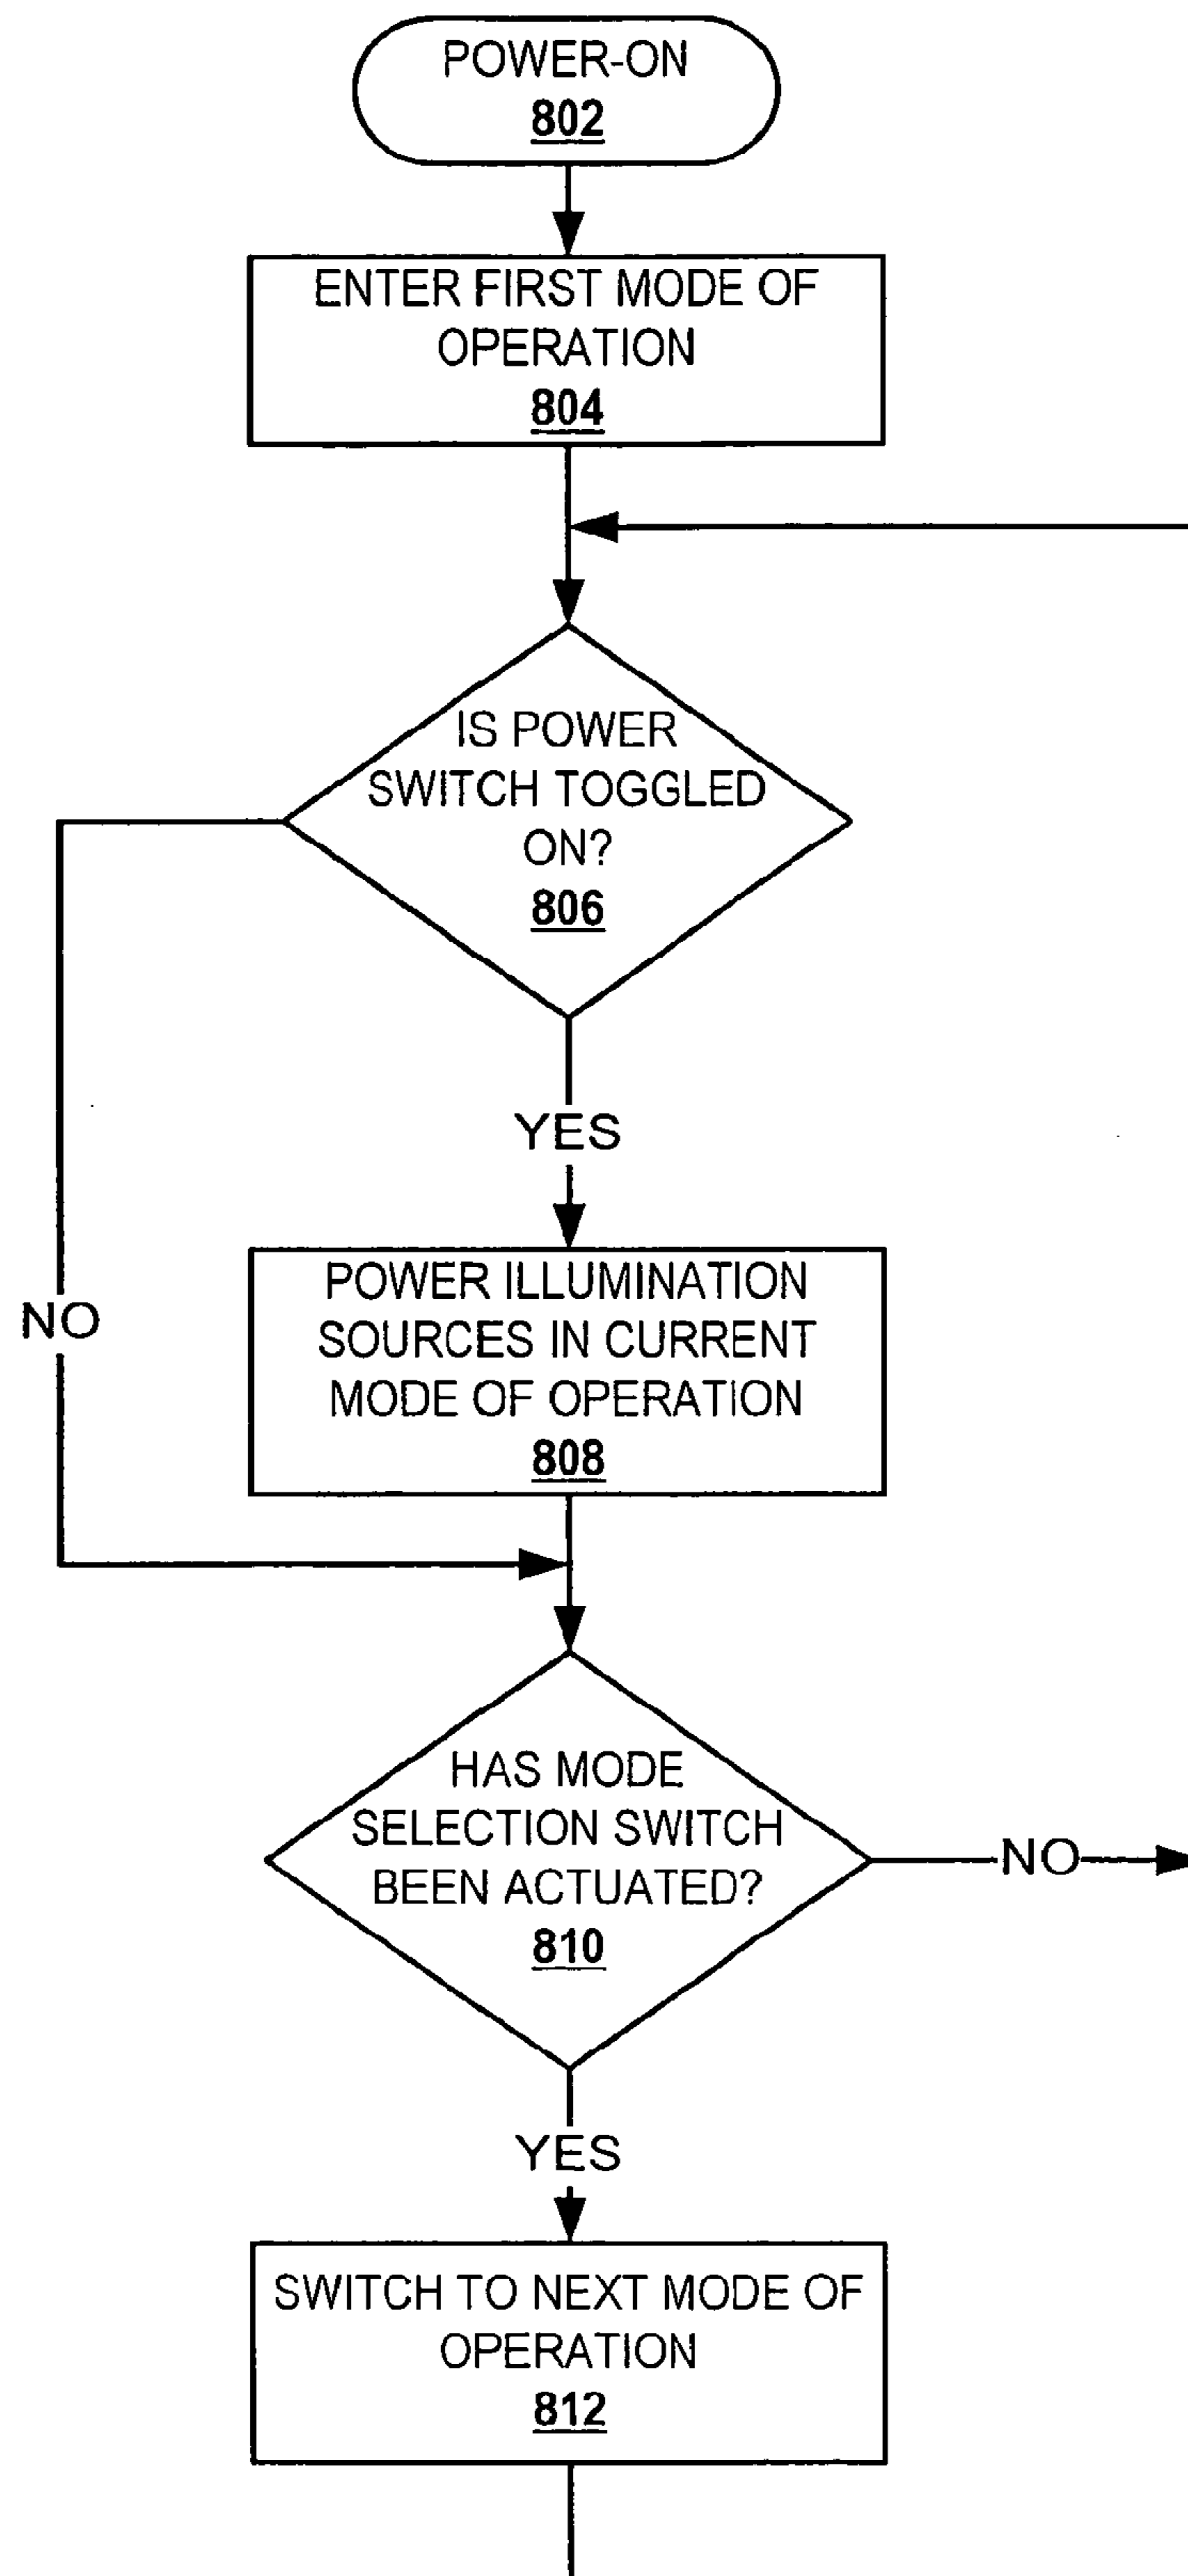 POWER-ON
802
ENTER FIRST MODE OF
OPERATION
804
IS POWER
SWITCH TOGGLED
ON?
806
YES
NO
POWER ILLUMINATION
SOURCES IN CURRENT
MODE OF OPERATION
808
HAS MODE
SELECTION SWITCH
BEEN ACTUATED?
810
NO
YES
SWITCH TO NEXT MODE OF
OPERATION
812